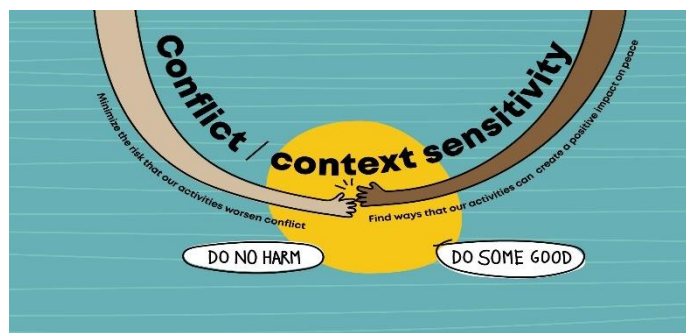 Conflict / context sensitivity
Minimize the risk that our activities worsen conflict
Find ways that our activities can create a positive impact on peace
DO NO HARM
DO SOME GOOD